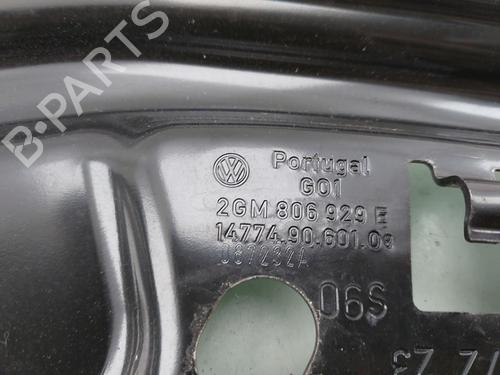 B-PARTS
Portugal
G01
2GM 806 929 E
14774.90.601.0
06S